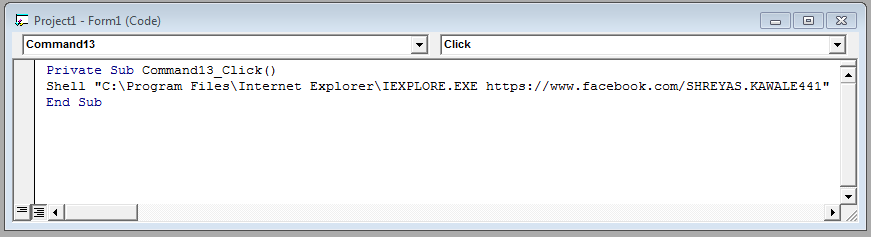 Project1 - Form1 (Code)
Command13 Click
Private Sub Command13_Click()
Shell "C:\Program Files\Internet Explorer\IEXPLORE.EXE https://www.facebook.com/SHREYAS.KAWALE441"
End Sub